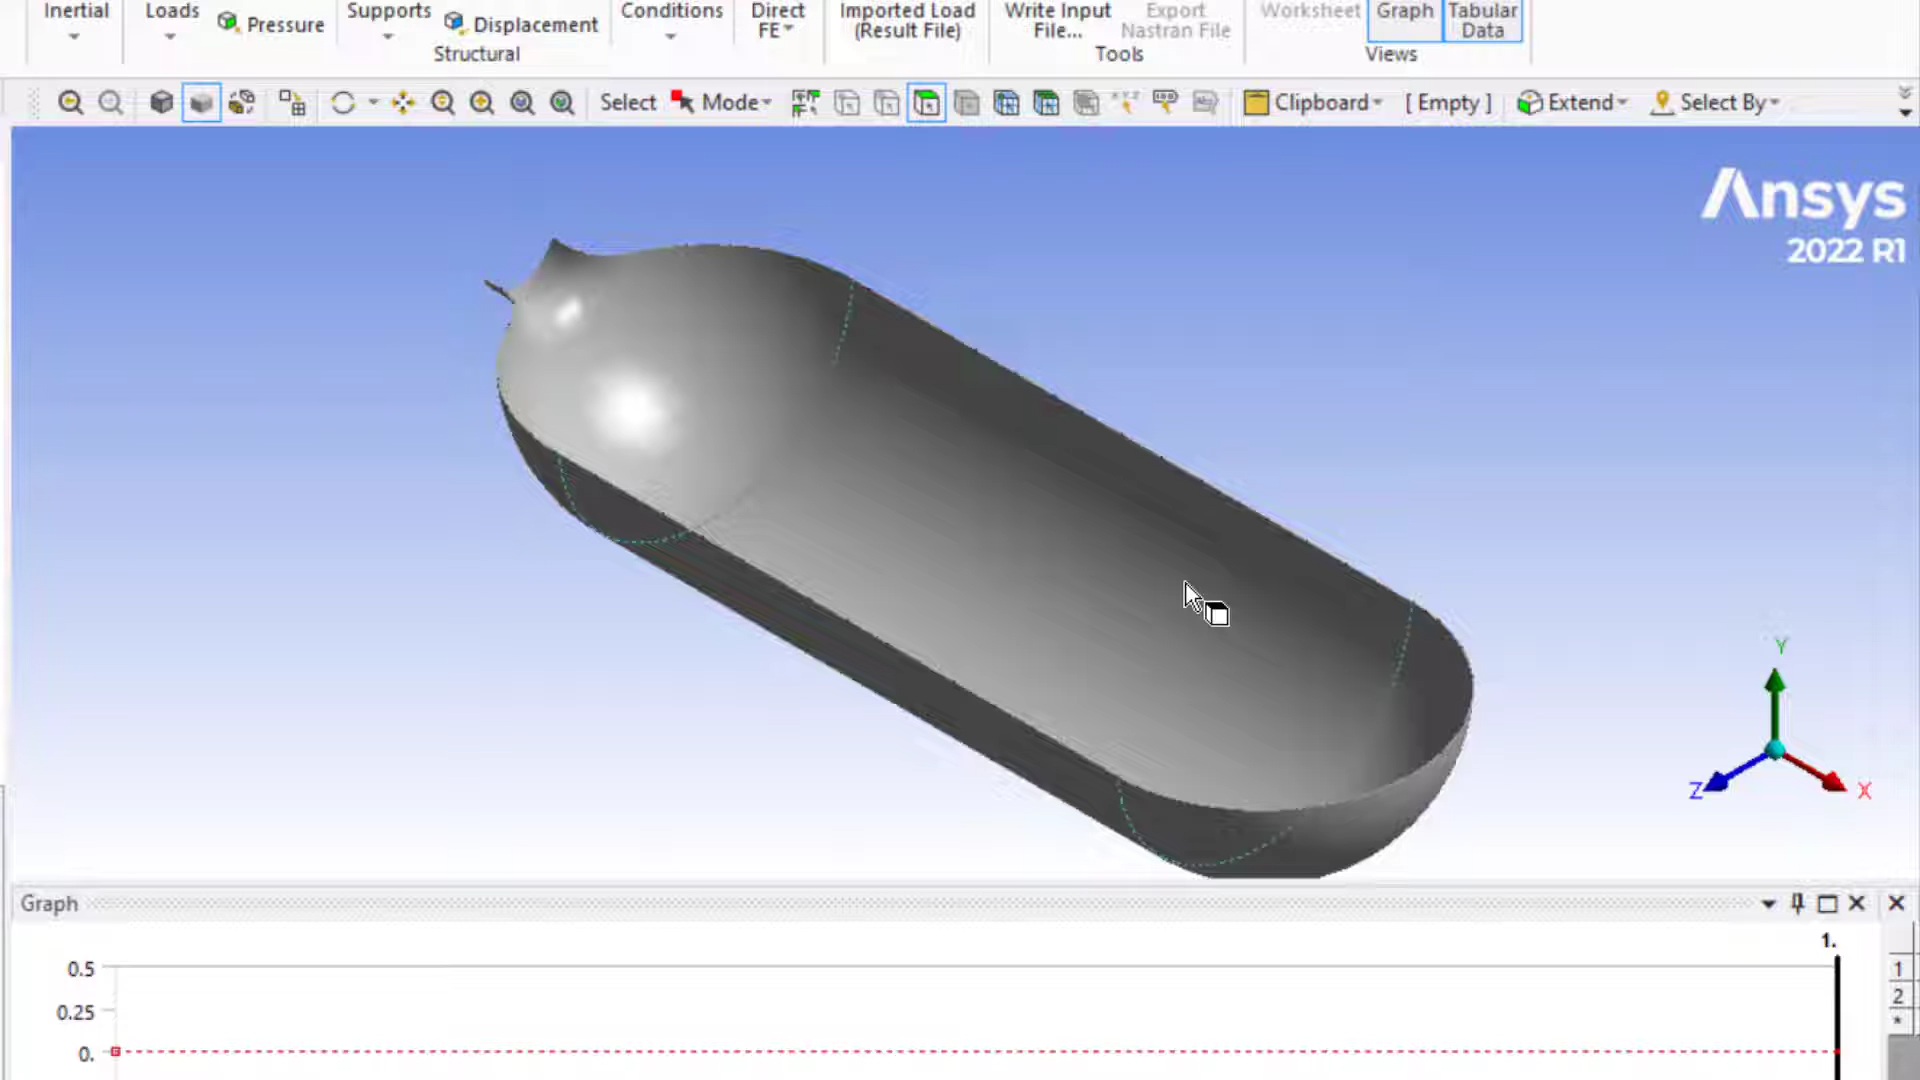 Inertial
Loads
Pressure
Supports
Displacement
Structural
Conditions
Direct
FE
Imported Load
(Result File)
Write Input
File...
Export
Nastran File
Tools
Worksheet
Graph
Tabular
Data
Views
Select
Mode
Clipboard
[ Empty ]
Extend
Select By
Ansys
2022 R1
Y
Z
X
Graph
1.
0.5
0.25
0.
1
2
*